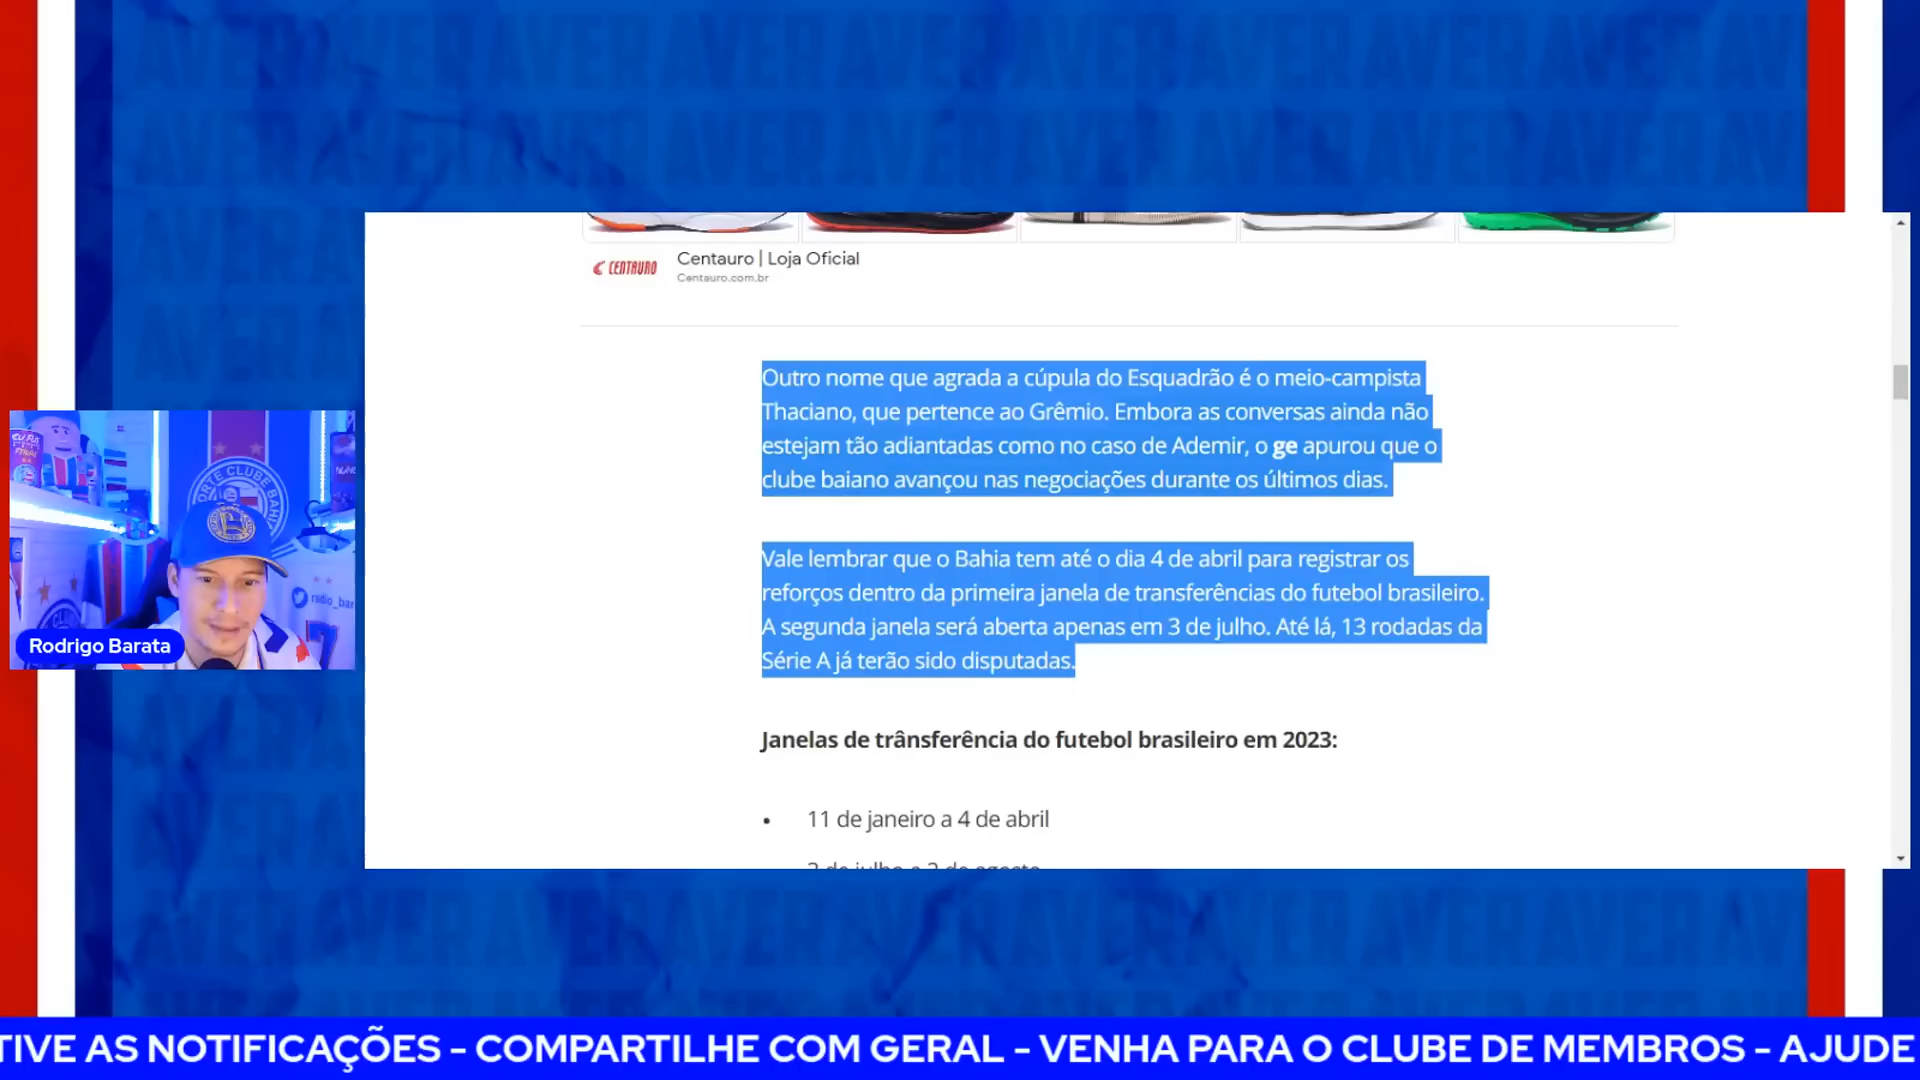 CENTAURO
Centauro | Loja Oficial
Centauro.com.br
Outro nome que agrada a cúpula do Esquadrão é o meio-campista
Thaciano, que pertence ao Grêmio. Embora as conversas ainda não
estejam tão adiantadas como no caso de Ademir, o ge apurou que o
clube baiano avançou nas negociações durante os últimos dias.
Vale lembrar que o Bahia tem até o dia 4 de abril para registrar os
reforços dentro da primeira janela de transferências do futebol brasileiro.
A segunda janela será aberta apenas em 3 de julho. Até lá, 13 rodadas da
Série A já terão sido disputadas.
Janelas de trânsferência do futebol brasileiro em 2023:
• 11 de janeiro a 4 de abril
Rodrigo Barata
TIVE AS NOTIFICAÇÕES - COMPARTILHE COM GERAL - VENHA PARA O CLUBE DE MEMBROS - AJUDE